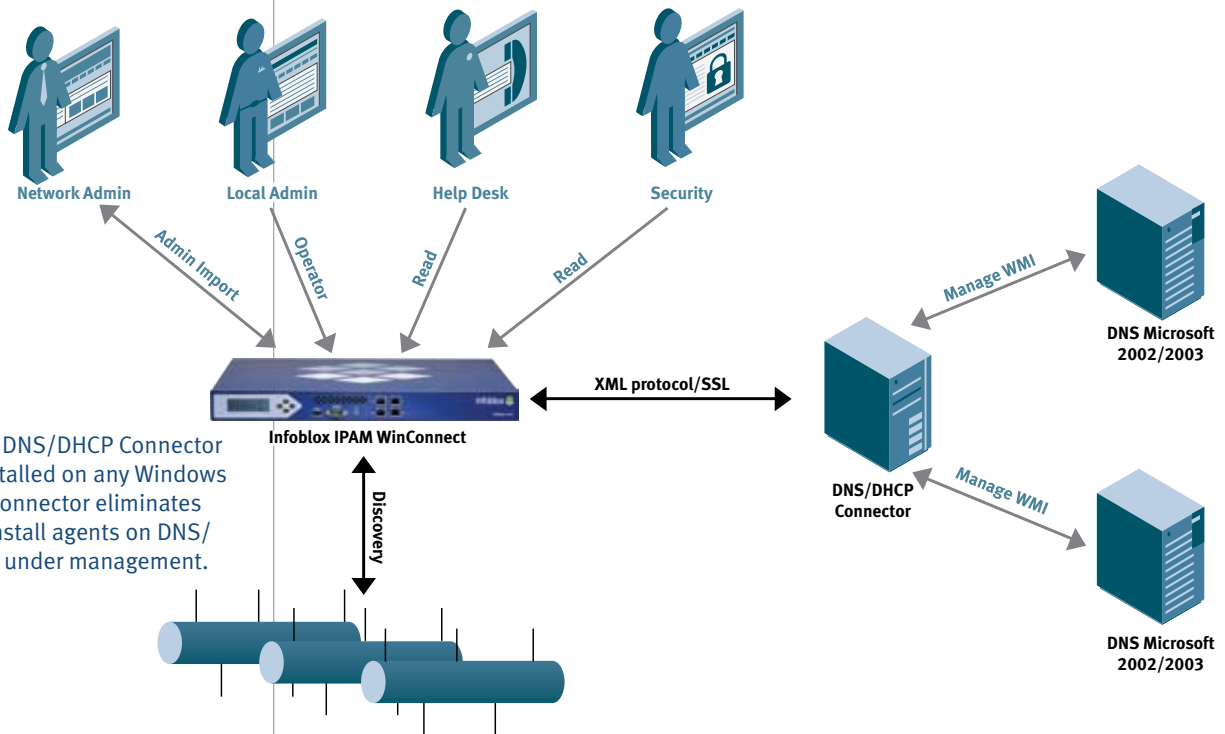 Network Admin
Local Admin
Help Desk
Security
Admin Import
Operator
Read
Read
Manage WMI
DNS Microsoft
2002/2003
XML protocol/SSL
Infoblox
Infoblox IPAM WinConnect
DNS/DHCP Connector
talled on any Windows
onnector eliminates
nstall agents on DNS/
under management.
Discovery
DNS/DHCP
Connector
Manage WMI
DNS Microsoft
2002/2003